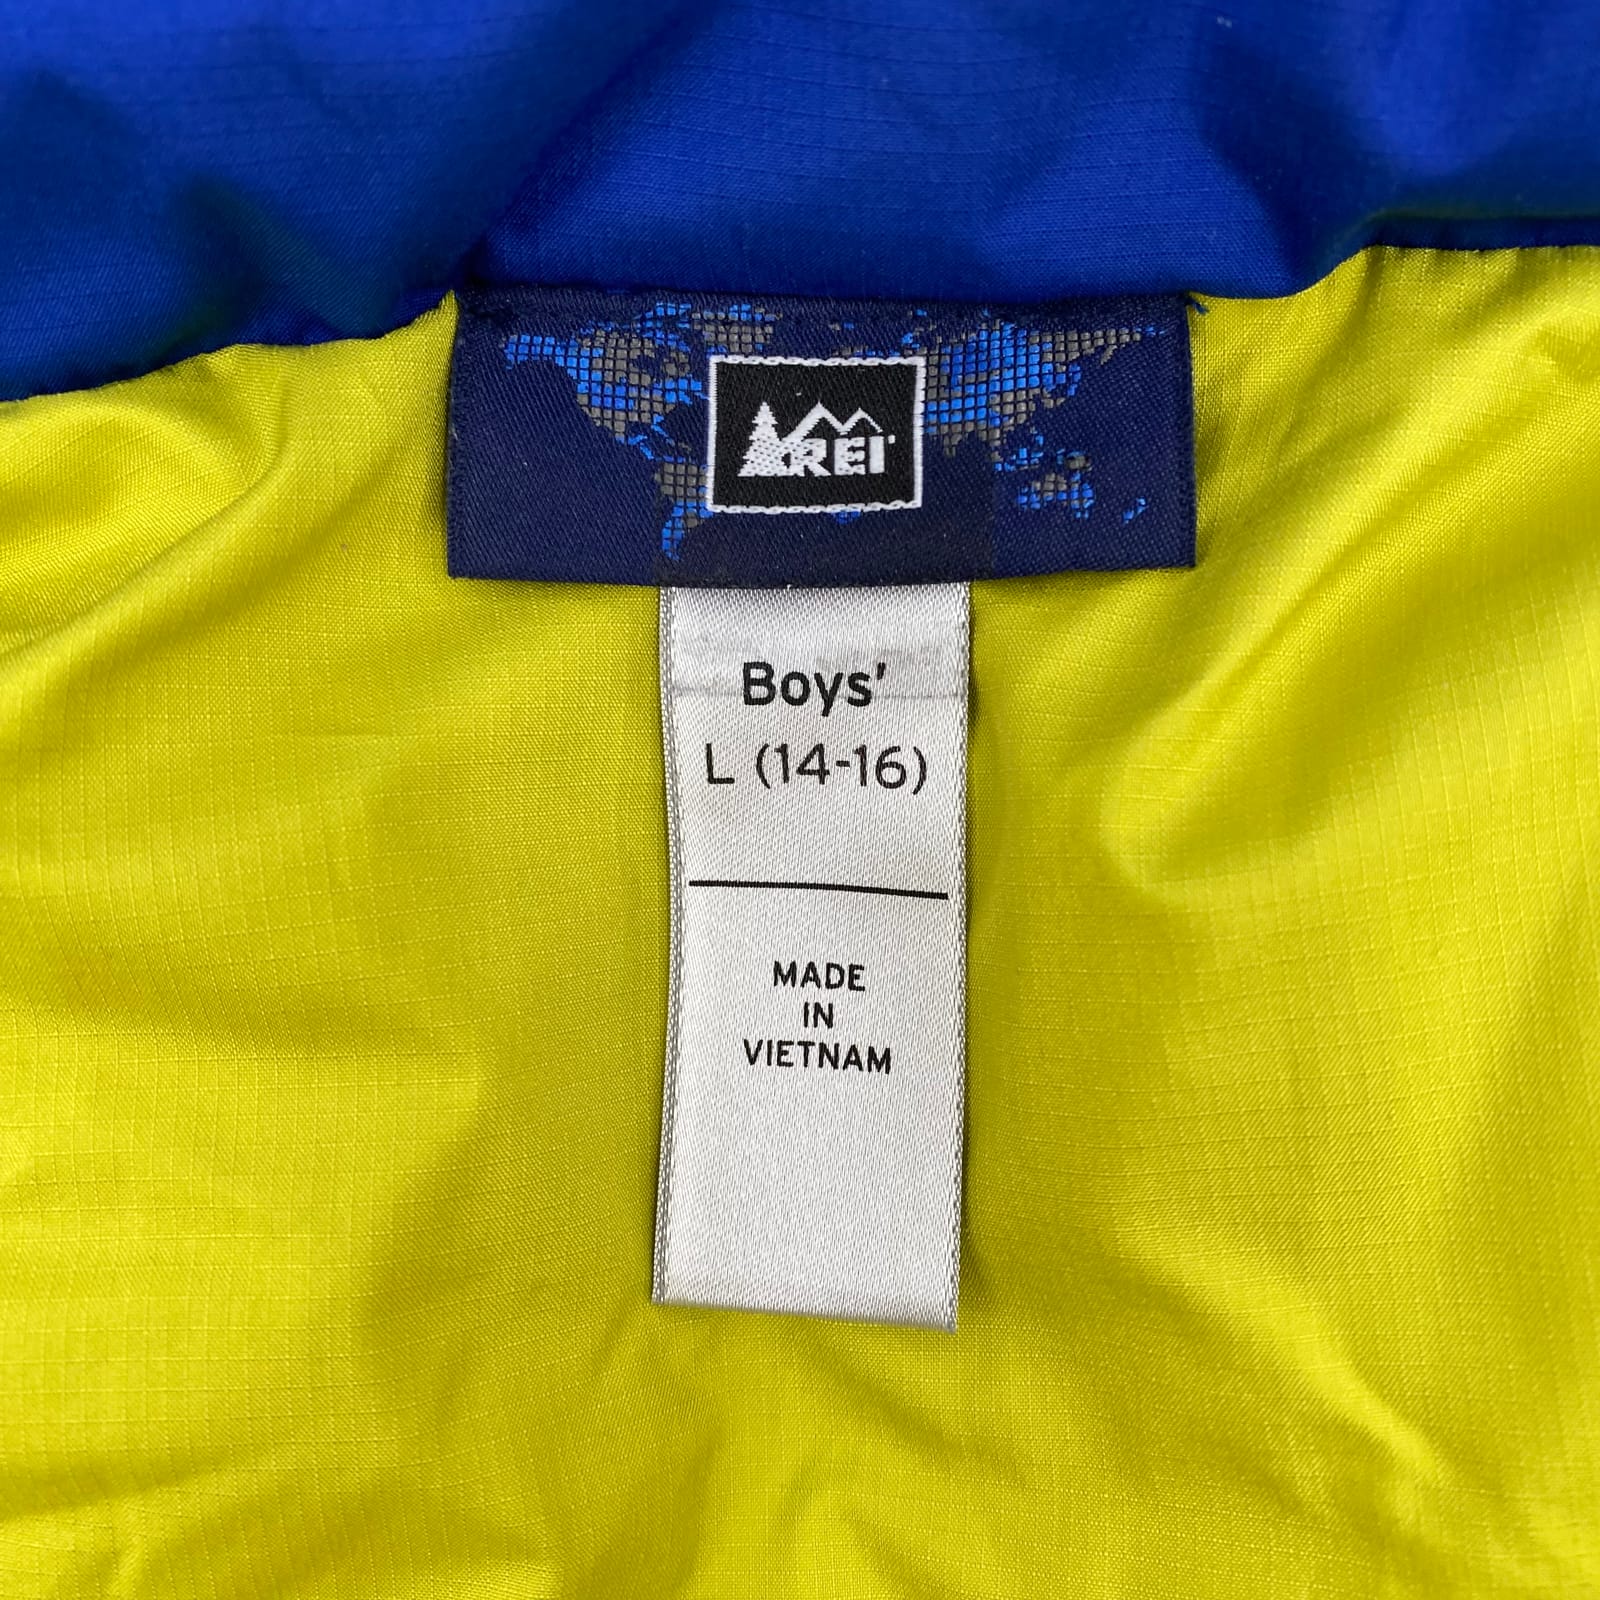 REI
Boys'
L (14-16)
MADE
IN
VIETNAM